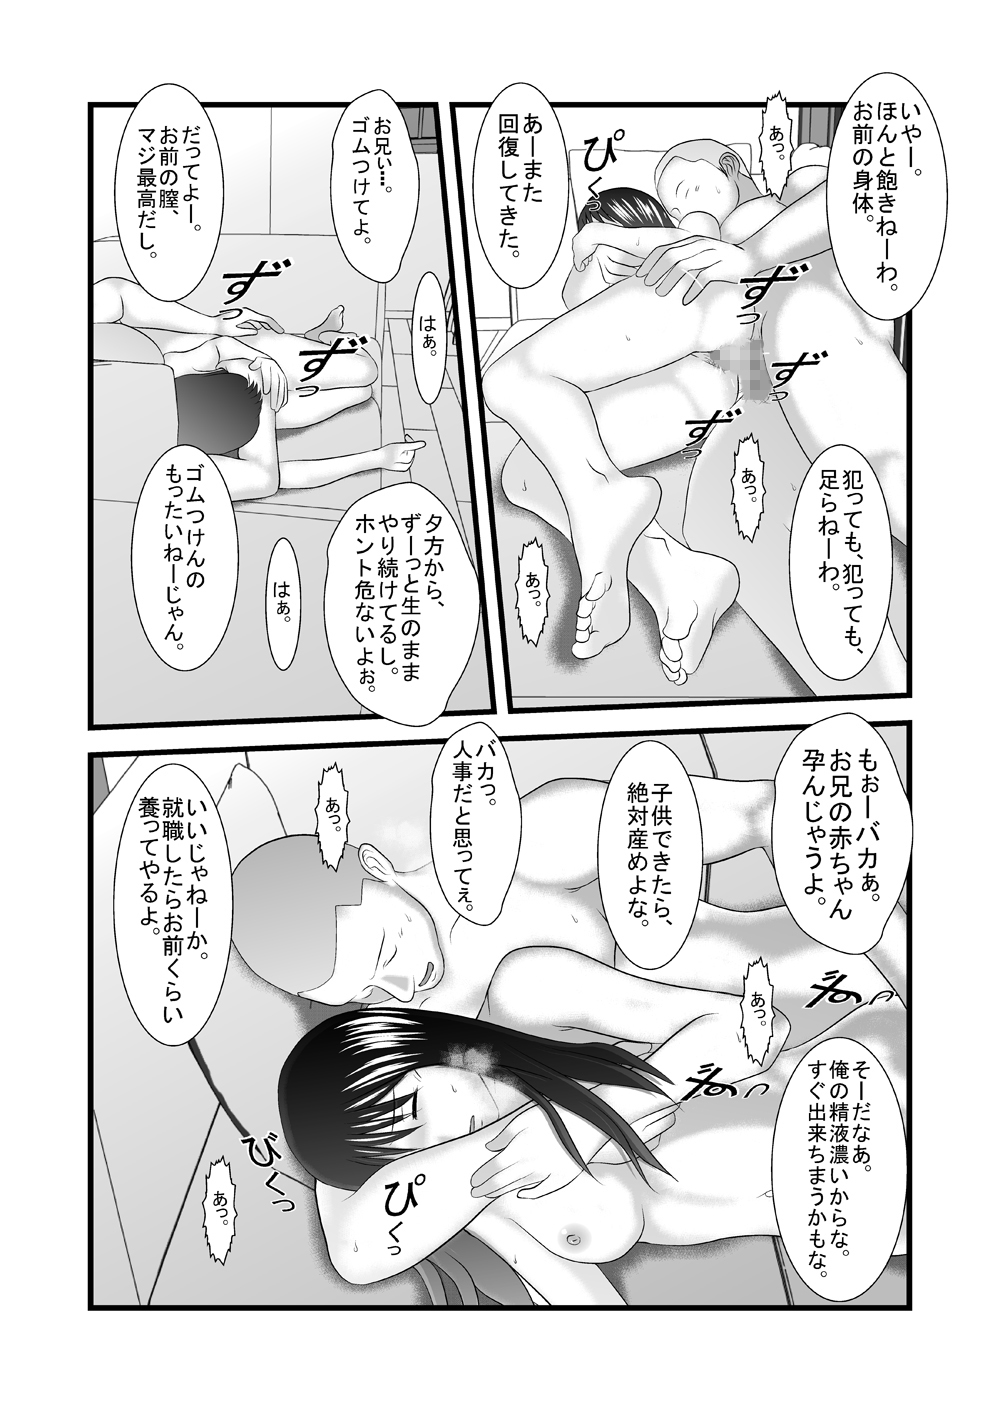 いやー。
ほんと飽きねーわ。
お前の身体。
あっ。
あーまた
回復してきた。
ぴくっ
ずっ
ずっ
ずっ
犯っても、犯っても、
足らねーわ。
あっ。
あっ。
お兄ぃ…。
ゴムつけてよ。
だってよー。
お前の膣、
マジ最高だし。
はぁ。
ずっ
ずっ
夕方から、
ずーっと生のまま
やり続けてるし。
ホント危ないよぉ。
はぁ。
ゴムつけんの
もったいねーじゃん。
もぉーバカぁ。
お兄の赤ちゃん
孕んじゃうよ。
子供できたら、
絶対産めよな。
バカっ。
人事だと思ってぇ。
あっ。
いいじゃねーか。
就職したらお前くらい
養ってやるよ。
そーだなあ。
俺の精液濃いからな。
すぐ出来ちまうかもな。
あっ。
びくっ
ぴくっ
あっ。